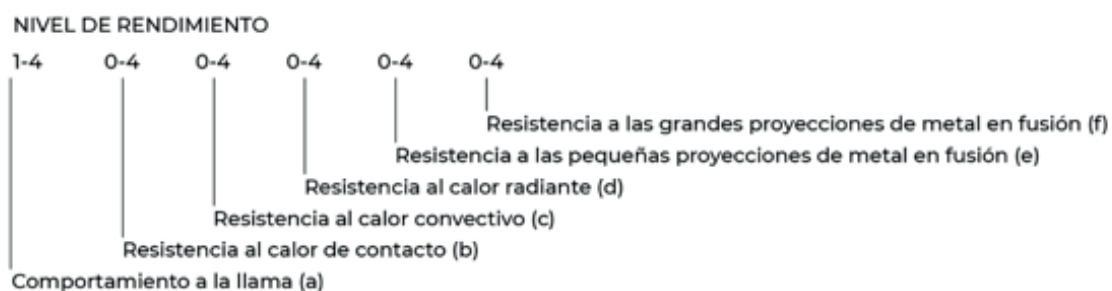 NIVEL DE RENDIMIENTO
1-4 0-4 0-4 0-4 0-4 0-4
Resistencia a las grandes proyecciones de metal en fusión (f)
Resistencia a las pequeñas proyecciones de metal en fusión (e)
Resistencia al calor radiante (d)
Resistencia al calor convectivo (c)
Resistencia al calor de contacto (b)
Comportamiento a la llama (a)